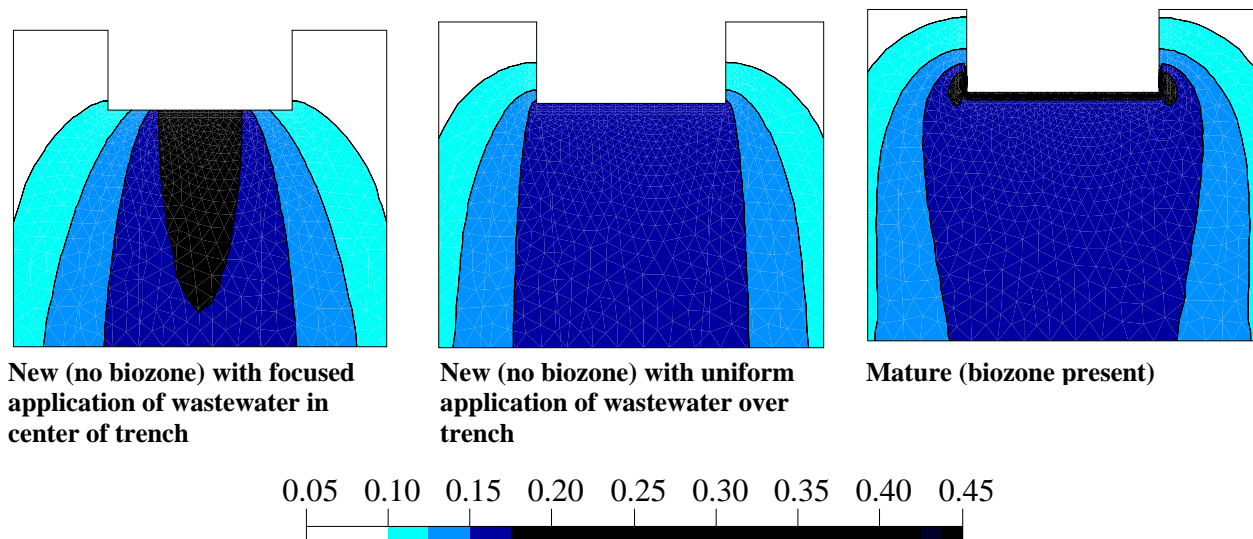 New (no biozone) with focused
application of wastewater in
center of trench
New (no biozone) with uniform
application of wastewater over
trench
Mature (biozone present)
0.05 0.10 0.15 0.20 0.25 0.30 0.35 0.40 0.45